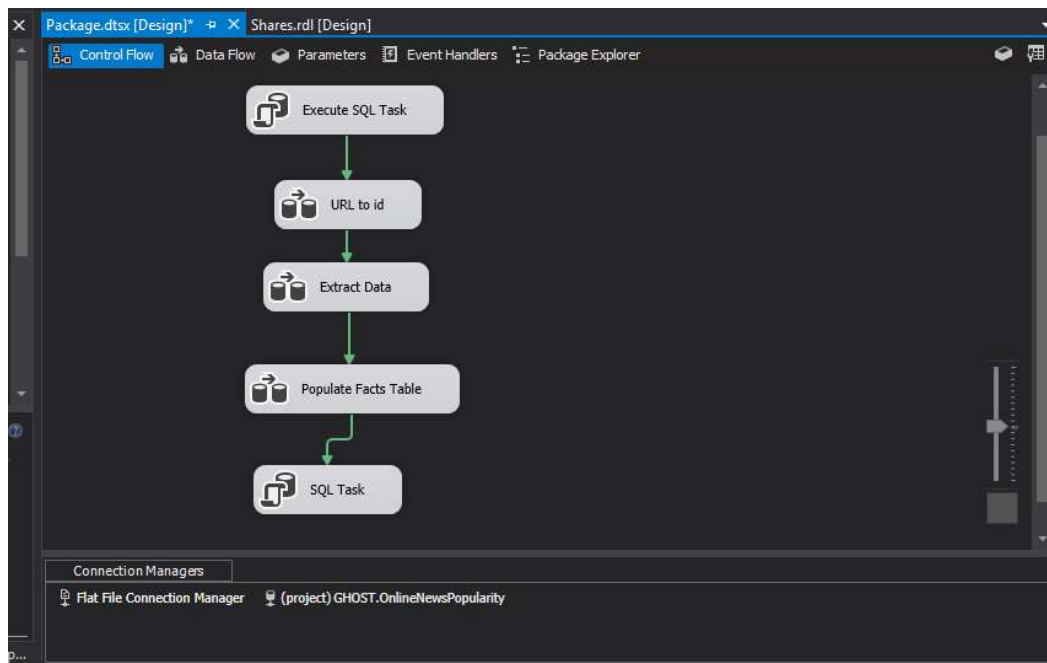 Package.dtsx [Design]* Shares.rdl [Design]
Control Flow Data Flow Parameters Event Handlers Package Explorer
Execute SQL Task
URL to id
Extract Data
Populate Facts Table
SQL Task
Connection Managers
Flat File Connection Manager (project) GHOST.OnlineNewsPopularity
p...